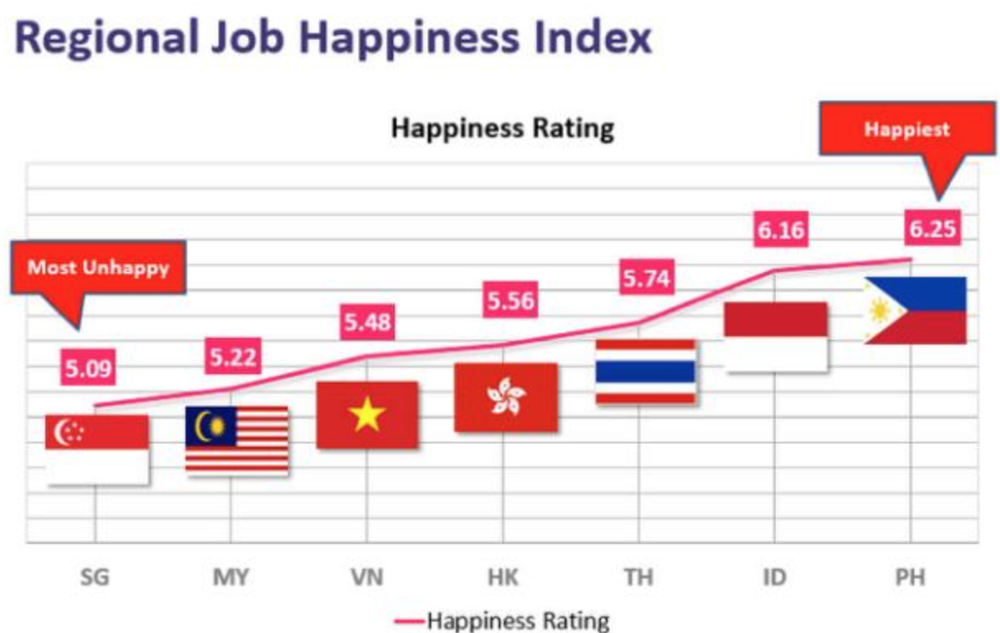 Regional Job Happiness Index
Happiness Rating
Happiest
Most Unhappy
5.09
5.22
5.48
5.56
5.74
6.16
6.25
SG MY VN HK TH ID PH
Happiness Rating